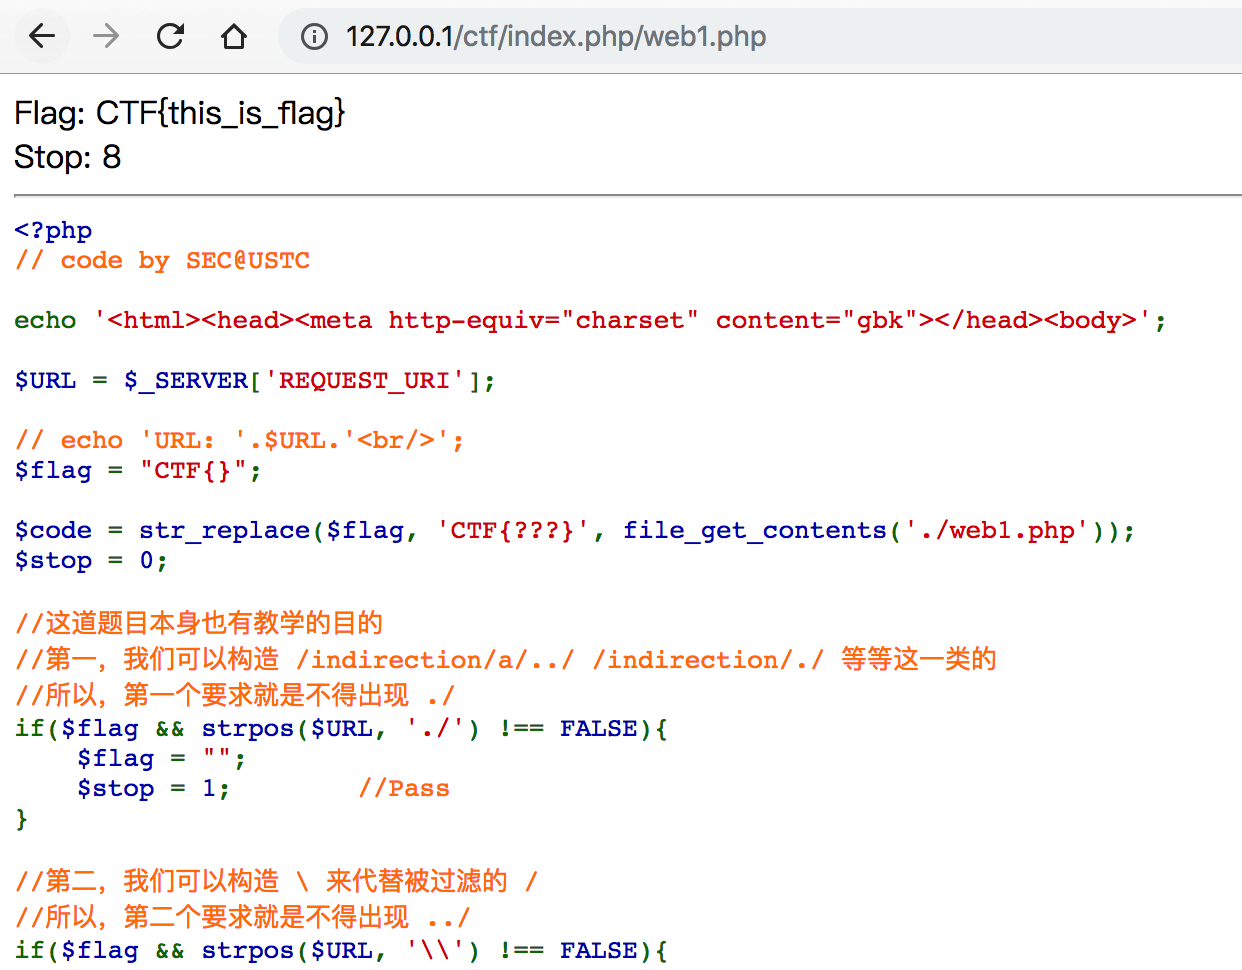 127.0.0.1/ctf/index.php/web1.php
Flag: CTF{this_is_flag}
Stop: 8
<?php
// code by SEC@USTC
echo '<html><head><meta http-equiv="charset" content="gbk"></head><body>';
$URL = $_SERVER['REQUEST_URI'];
// echo 'URL: '.$URL.'<br/>';
$flag = "CTF{}";
$code = str_replace($flag, 'CTF{???}', file_get_contents('./web1.php'));
$stop = 0;
//这道题目本身也有教学的目的
//第一，我们可以构造 /indirection/a/../ /indirection/./ 等等这一类的
//所以，第一个要求就是不得出现 ./
if($flag && strpos($URL, './') !== FALSE){
    $flag = "";
    $stop = 1;        //Pass
}
//第二，我们可以构造 \ 来代替被过滤的 /
//所以，第二个要求就是不得出现 ../
if($flag && strpos($URL, '\\') !== FALSE){